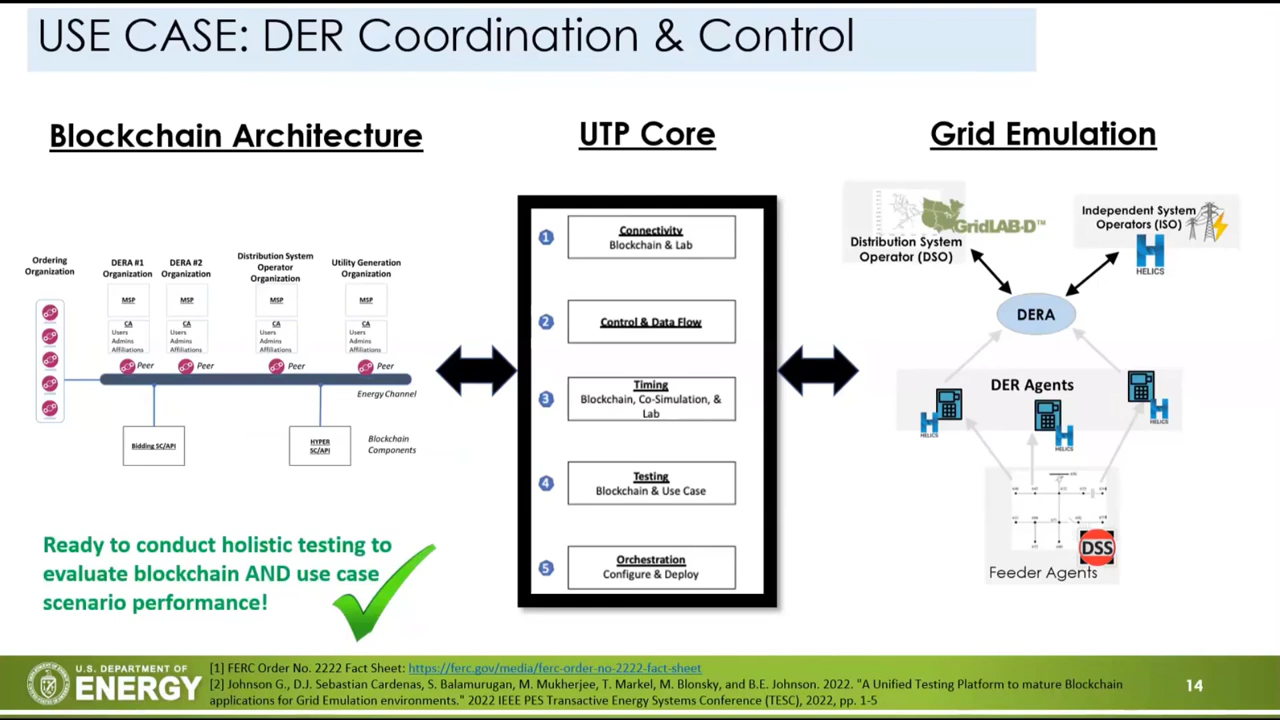 USE CASE: DER Coordination & Control
Blockchain Architecture
UTP Core
Grid Emulation
Ordering
Organization
DERA #1
Organization
DERA #2
Organization
Distribution System
Operator
Organization
Utility Generation
Organization
MSP
MSP
MSP
MSP
CA
Users
Admins
Affiliations
CA
Users
Admins
Affiliations
CA
Users
Admins
Affiliations
CA
Users
Admins
Affiliations
Peer
Peer
Peer
Peer
Energy Channel
Bidding SC/API
HYPER
SC/API
Blockchain
Components
Ready to conduct holistic testing to
evaluate blockchain AND use case
scenario performance!
1
Connectivity
Blockchain & Lab
2
Control & Data Flow
3
Timing
Blockchain, Co-Simulation, &
Lab
4
Testing
Blockchain & Use Case
5
Orchestration
Configure & Deploy
GridLAB-D™
Distribution System
Operator (DSO)
Independent System
Operators (ISO)
HELICS
DERA
DER Agents
HELICS
HELICS
HELICS
DSS
Feeder Agents
U.S. DEPARTMENT OF
ENERGY
[1] FERC Order No. 2222 Fact Sheet: https://ferc.gov/media/ferc-order-no-2222-fact-sheet
[2] Johnson G., D.J. Sebastian Cardenas, S. Balamurugan, M. Mukherjee, T. Markel, M. Blonsky, and B.E. Johnson. 2022. "A Unified Testing Platform to mature Blockchain
applications for Grid Emulation environments." 2022 IEEE PES Transactive Energy Systems Conference (TESC), 2022, pp. 1-5
14